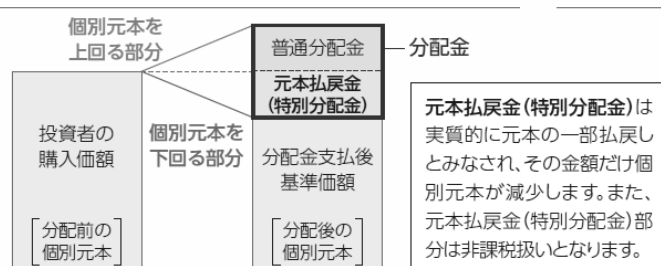 個別元本を
上回る部分
普通分配金
分配金
元本払戻金
(特別分配金)
投資者の
購入価額
個別元本を
下回る部分
分配金支払後
基準価額
[分配前の
個別元本]
[分配後の
個別元本]
元本払戻金(特別分配金)は
実質的に元本の一部払戻し
とみなされ、その金額だけ個
別元本が減少します。また、
元本払戻金(特別分配金)部
分は非課税扱いとなります。